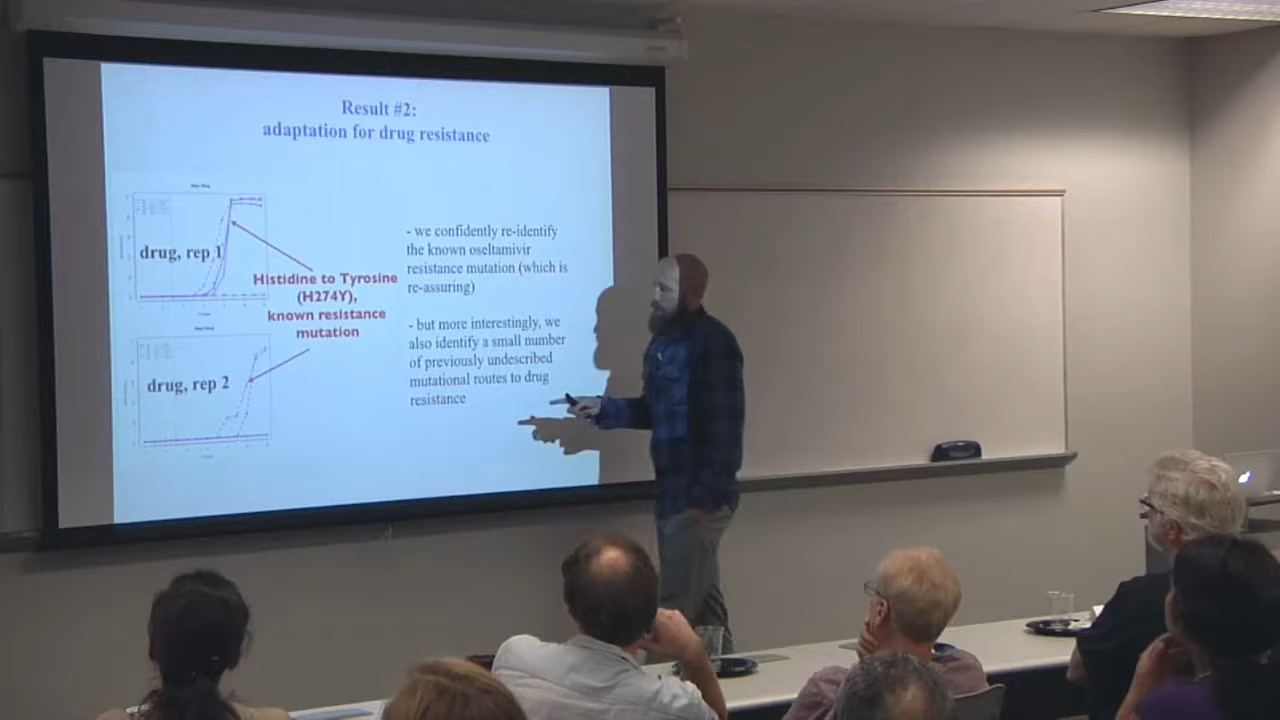 Result #2:
adaptation for drug resistance
drug, rep 1
Histidine to Tyrosine
(H274Y),
known resistance
mutation
drug, rep 2
- we confidently re-identify
the known oseltamivir
resistance mutation (which is
re-assuring)
- but more interestingly, we
also identify a small number
of previously undescribed
mutational routes to drug
resistance